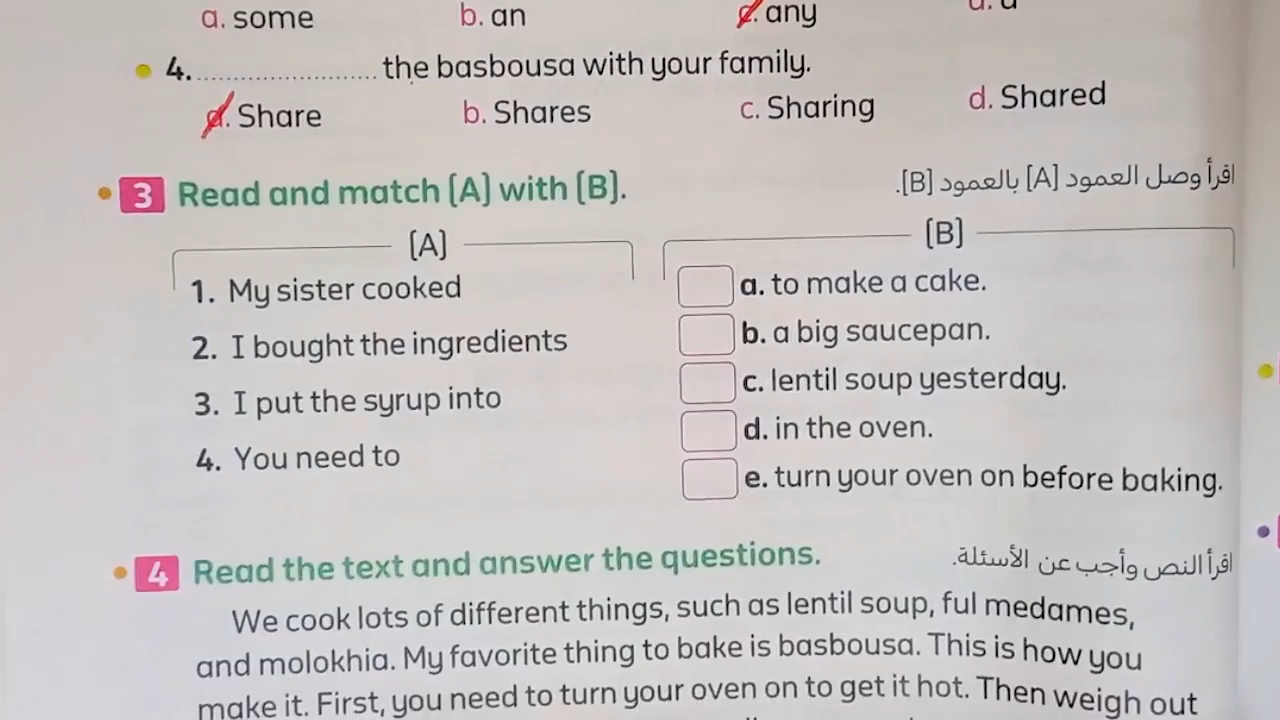 a. some b. an c. any d. a
4. ........................ the basbousa with your family.
a. Share b. Shares c. Sharing d. Shared
3 Read and match (A) with (B). اقرأ وصل العمود [A] بالعمود [B].
(A) (B)
1. My sister cooked a. to make a cake.
2. I bought the ingredients b. a big saucepan.
3. I put the syrup into c. lentil soup yesterday.
4. You need to d. in the oven.
e. turn your oven on before baking.
4 Read the text and answer the questions. اقرأ النص وأجب عن الأسئلة.
We cook lots of different things, such as lentil soup, ful medames,
and molokhia. My favorite thing to bake is basbousa. This is how you
make it. First, you need to turn your oven on to get it hot. Then weigh out